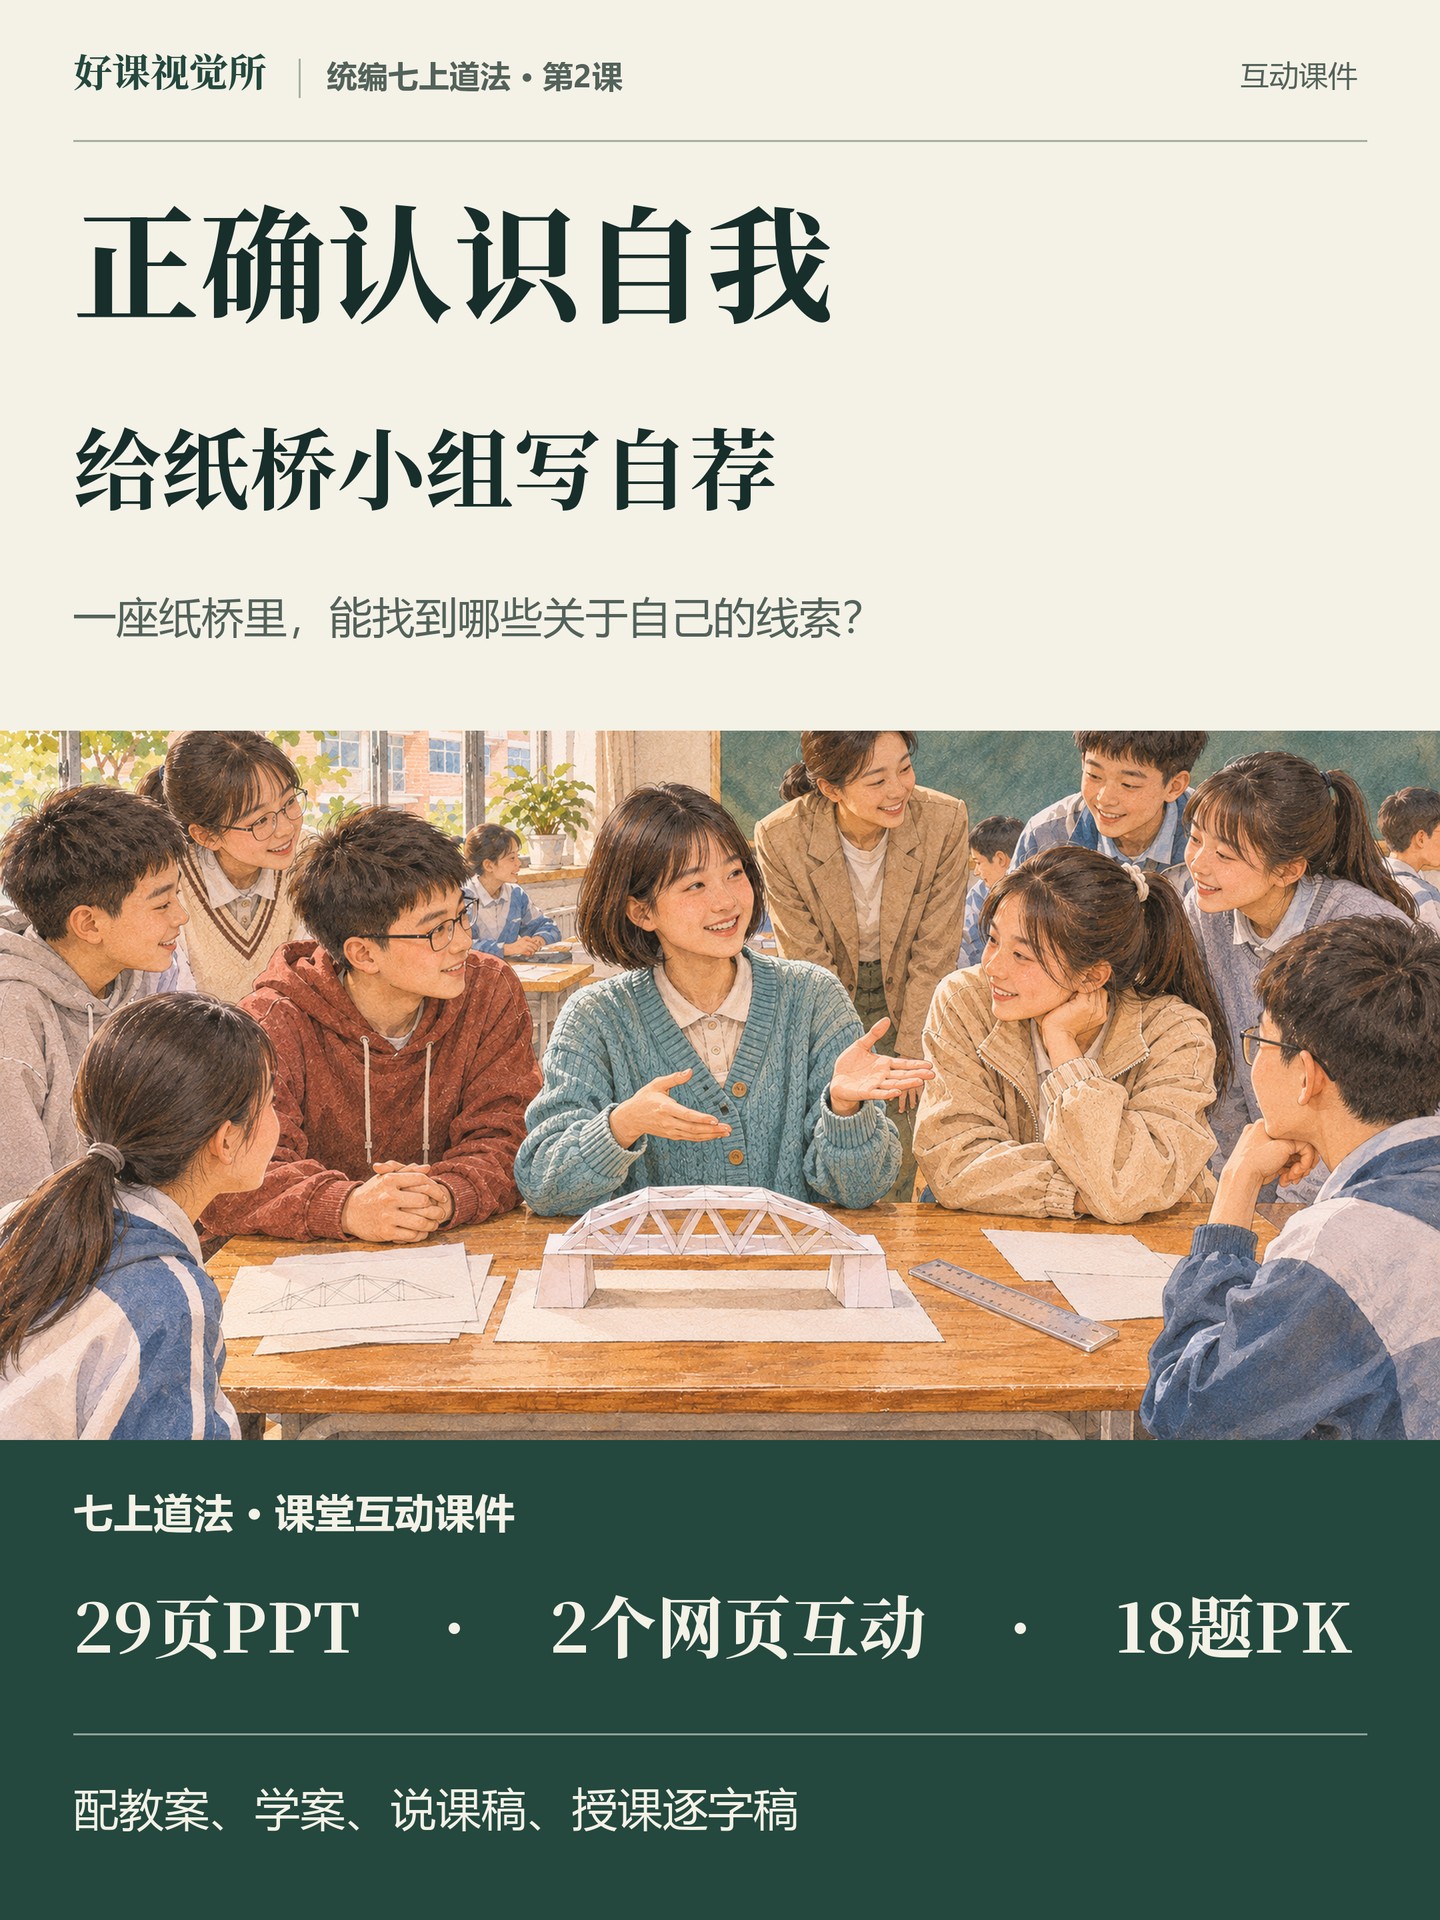 好课视觉所 | 统编七上道法·第2课 互动课件
正确认识自我
给纸桥小组写自荐
一座纸桥里，能找到哪些关于自己的线索？
七上道法·课堂互动课件
29页PPT · 2个网页互动 · 18题PK
配教案、学案、说课稿、授课逐字稿